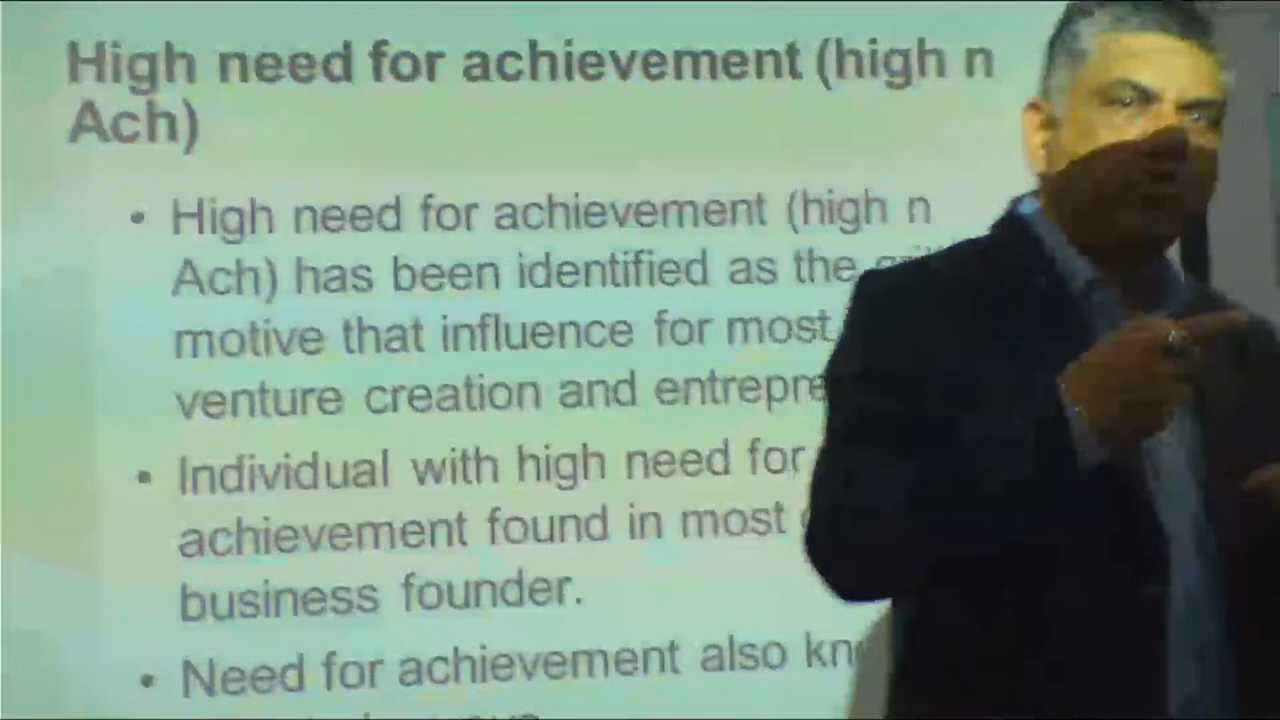 High need for achievement (high n
Ach)
• High need for achievement (high n
Ach) has been identified as the
motive that influence for most
venture creation and
• Individual with high need for
achievement found in most
business founder.
• Need for achievement also